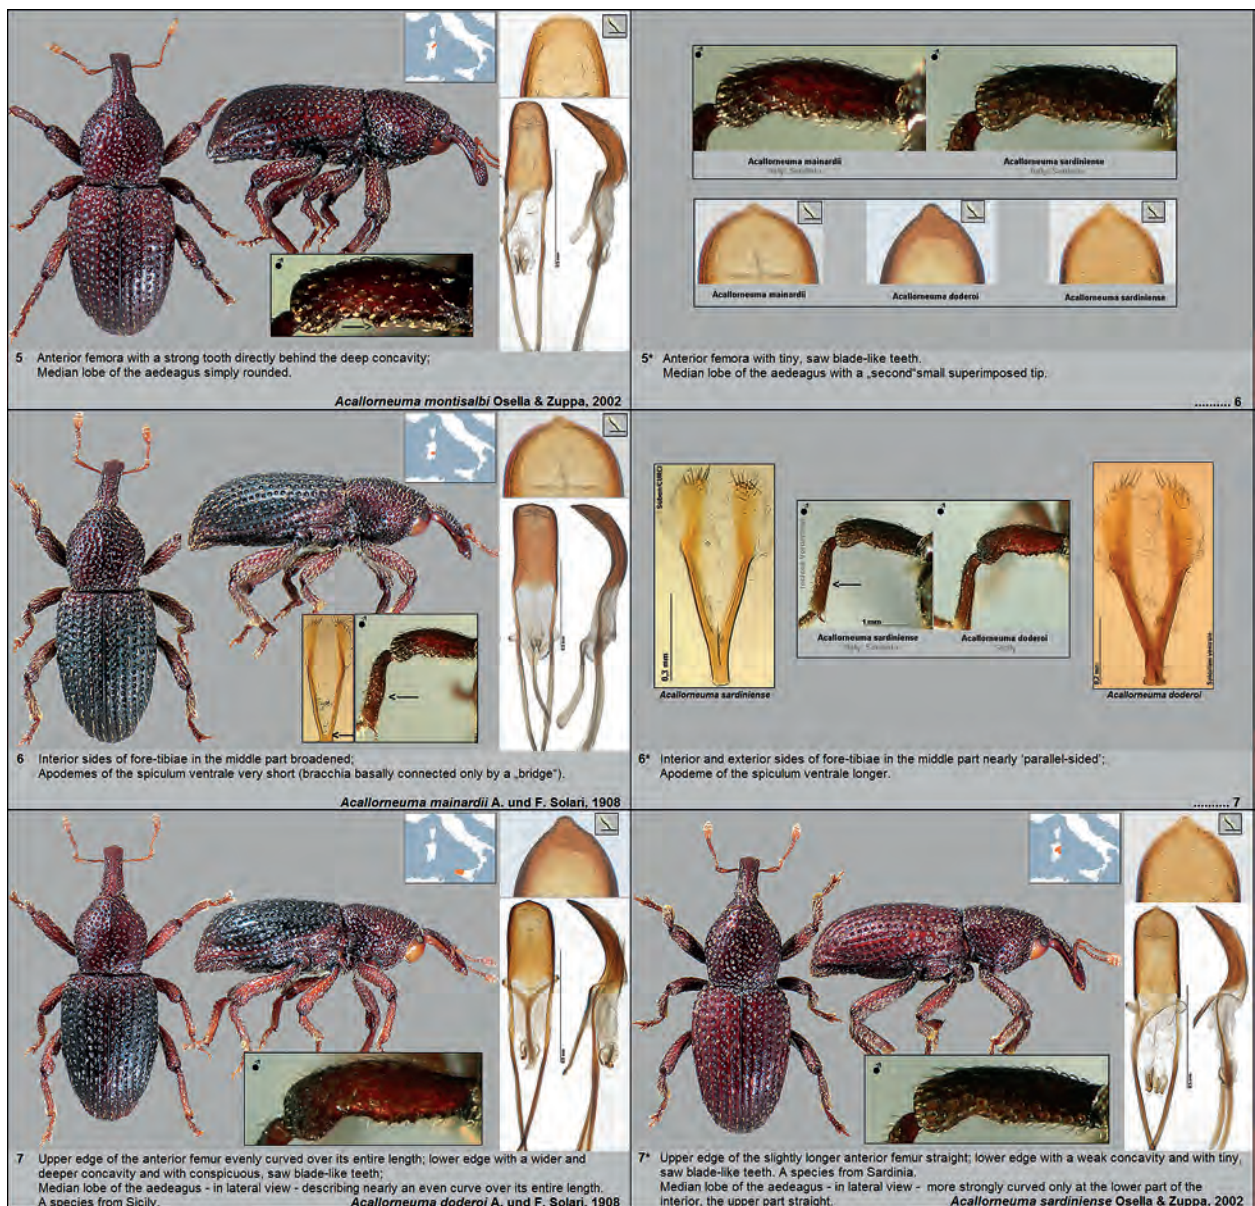 Acallorneuma mainardii
Italy: Sardinia
Acallorneuma sardiniense
Italy: Sardinia
Acallorneuma mainardii
Acallorneuma doderoi
Acallorneuma sardiniense
5 Anterior femora with a strong tooth directly behind the deep concavity;
Median lobe of the aedeagus simply rounded.
Acallorneuma montisalbi Osella & Zuppa, 2002
5* Anterior femora with tiny, saw blade-like teeth.
Median lobe of the aedeagus with a „second“small superimposed tip.
.......... 6
6 Interior sides of fore-tibiae in the middle part broadened;
Apodemes of the spiculum ventrale very short (bracchia basally connected only by a „bridge“).
Acallorneuma mainardii A. und F. Solari, 1908
0,3 mm
Acallorneuma sardiniense
1 mm
Acallorneuma sardiniense
Italy: Sardinia
Acallorneuma doderoi
Sicily
Acallorneuma doderoi
6* Interior and exterior sides of fore-tibiae in the middle part nearly 'parallel-sided';
Apodeme of the spiculum ventrale longer.
.......... 7
7 Upper edge of the anterior femur evenly curved over its entire length; lower edge with a wider and
deeper concavity and with conspicuous, saw blade-like teeth;
Median lobe of the aedeagus - in lateral view - describing nearly an even curve over its entire length.
A species from Sicily.
Acallorneuma doderoi A. und F. Solari, 1908
7* Upper edge of the slightly longer anterior femur straight; lower edge with a weak concavity and with tiny,
saw blade-like teeth. A species from Sardinia.
Median lobe of the aedeagus - in lateral view - more strongly curved only at the lower part of the
interior, the upper part straight.
Acallorneuma sardiniense Osella & Zuppa, 2002